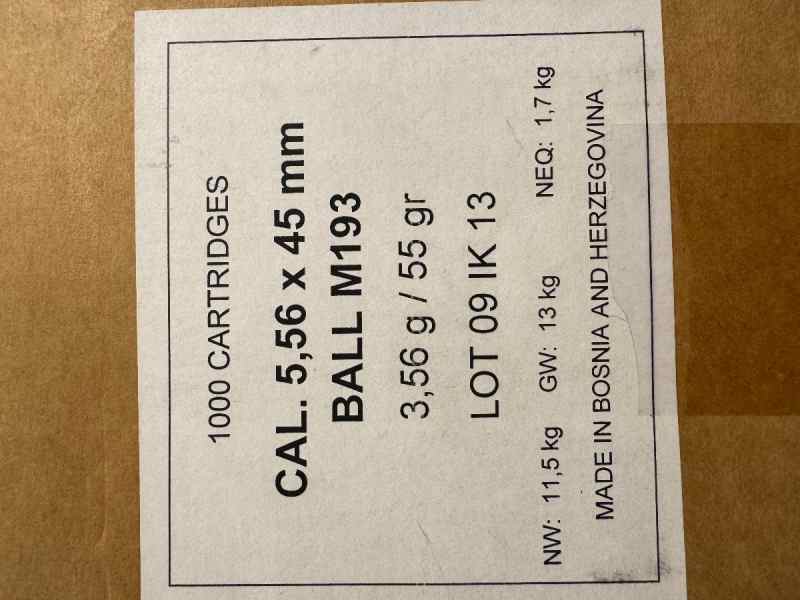 1000 CARTRIDGES
CAL. 5,56 x 45 mm
BALL M193
3,56 g / 55 gr
LOT 09 IK 13
NW: 11,5 kg GW: 13 kg NEQ: 1,7 kg
MADE IN BOSNIA AND HERZEGOVINA